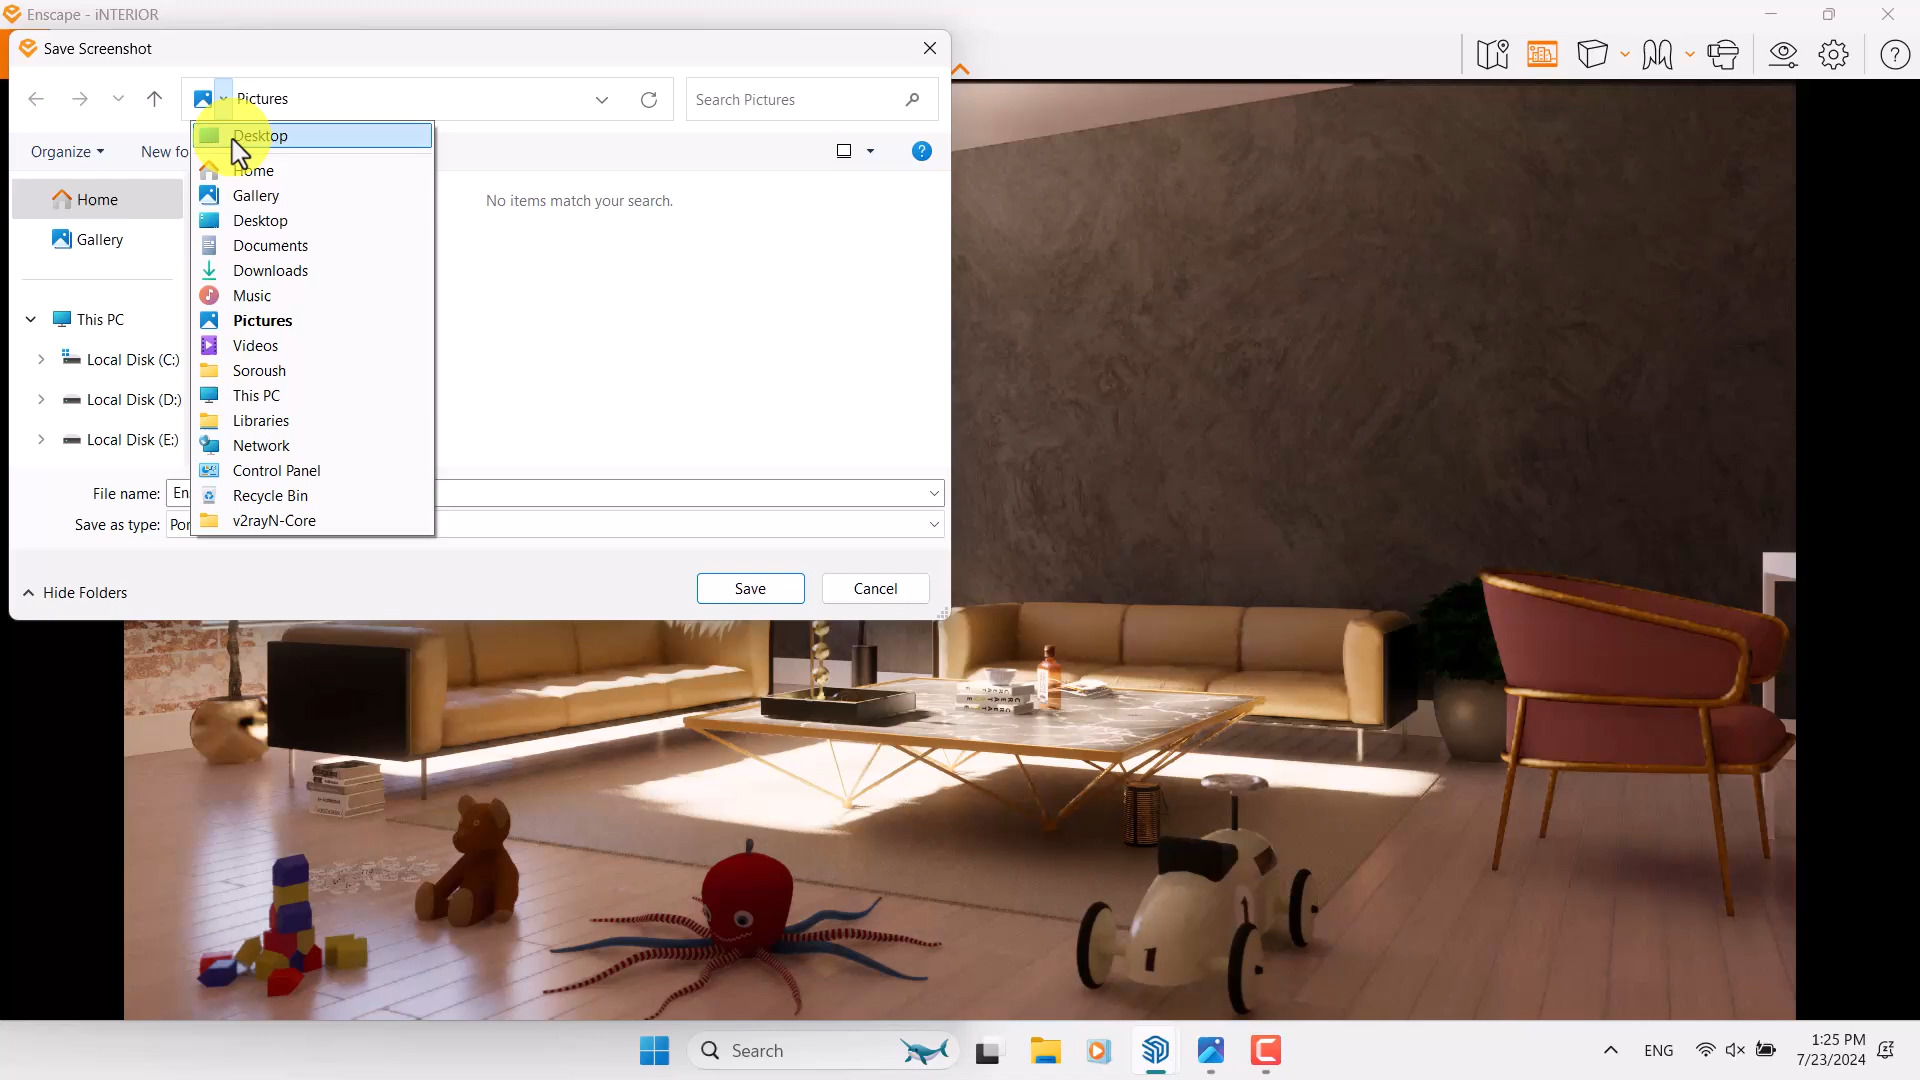 Enscape - iNTERIOR
Save Screenshot
Pictures
Search Pictures
Desktop
Organize
New fo
Home
Gallery
Desktop
Documents
Downloads
Music
Pictures
Videos
Soroush
This PC
Libraries
Network
Control Panel
Recycle Bin
v2rayN-Core
No items match your search.
Home
Gallery
This PC
Local Disk (C:)
Local Disk (D:)
Local Disk (E:)
File name: En
Save as type: Por
Hide Folders
Save
Cancel
1
1
Search
ENG
1:25 PM
7/23/2024